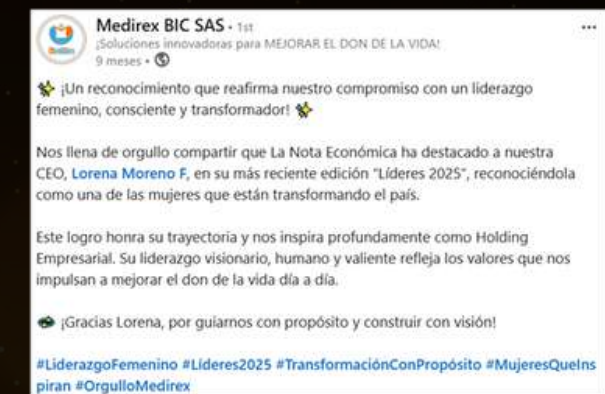 Medirex BIC SAS • 1st
¡Soluciones innovadoras para MEJORAR EL DON DE LA VIDA!
9 meses •
¡Un reconocimiento que reafirma nuestro compromiso con un liderazgo
femenino, consciente y transformador!
Nos llena de orgullo compartir que La Nota Económica ha destacado a nuestra
CEO, Lorena Moreno F, en su más reciente edición "Líderes 2025", reconociéndola
como una de las mujeres que están transformando el país.
Este logro honra su trayectoria y nos inspira profundamente como Holding
Empresarial. Su liderazgo visionario, humano y valiente refleja los valores que nos
impulsan a mejorar el don de la vida día a día.
¡Gracias Lorena, por guiarnos con propósito y construir con visión!
#LiderazgoFemenino #Líderes2025 #TransformaciónConPropósito #MujeresQueIns
piran #OrgulloMedirex